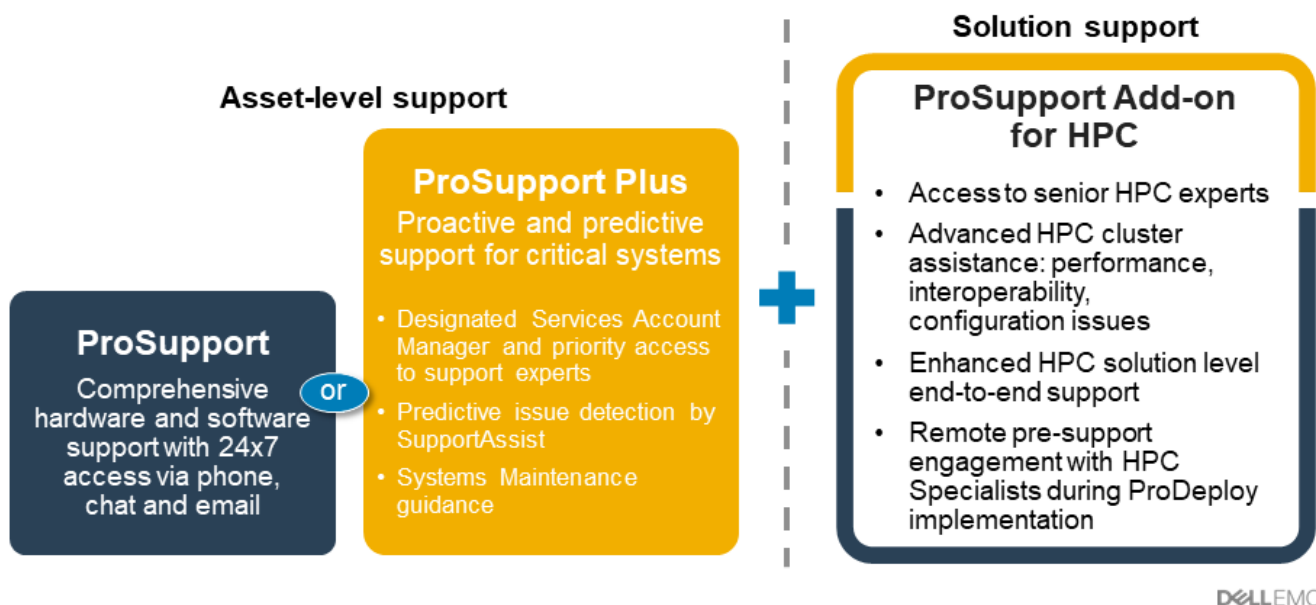 Asset-level support
ProSupport
Comprehensive
hardware and software
support with 24x7
access via phone,
chat and email
or
ProSupport Plus
Proactive and predictive
support for critical systems
• Designated Services Account
Manager and priority access
to support experts
• Predictive issue detection by
SupportAssist
• Systems Maintenance
guidance
Solution support
ProSupport Add-on
for HPC
• Access to senior HPC experts
• Advanced HPC cluster
assistance: performance,
interoperability,
configuration issues
• Enhanced HPC solution level
end-to-end support
• Remote pre-support
engagement with HPC
Specialists during ProDeploy
implementation
DELLEMC